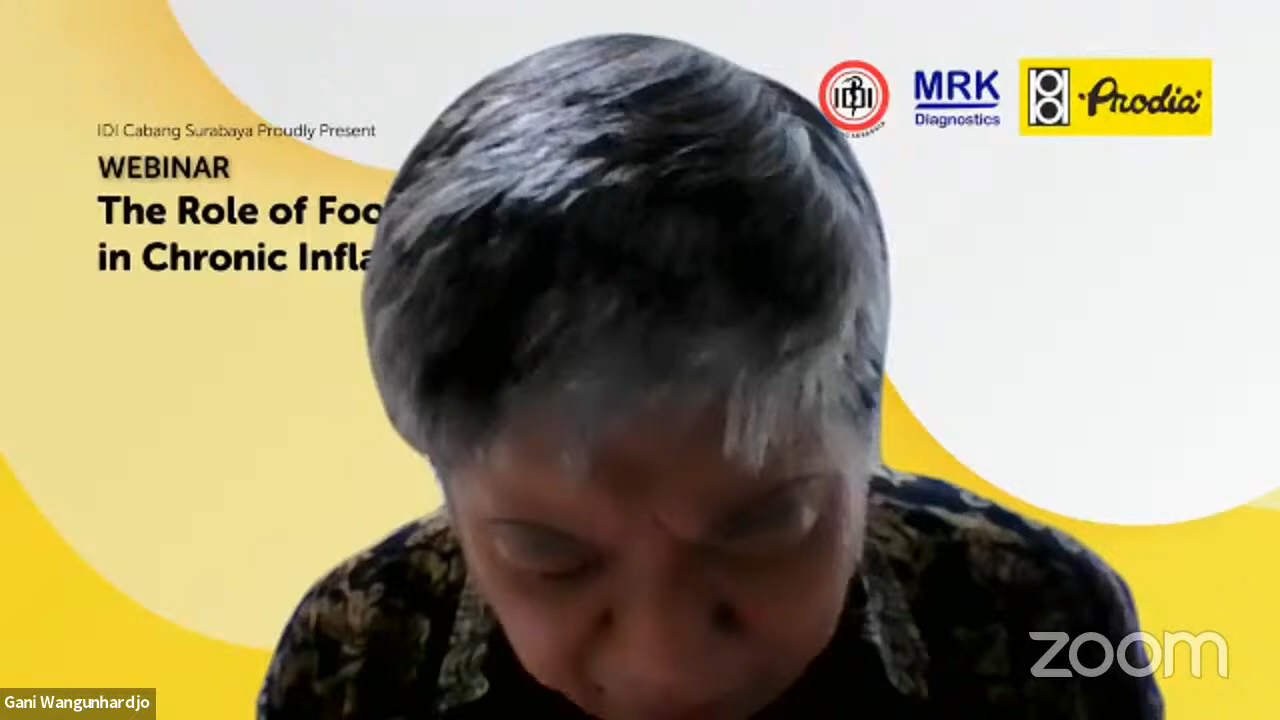 IDI Cabang Surabaya Proudly Present
WEBINAR
The Role of Foo
in Chronic Infla
IDI
MRK
Diagnostics
Prodia
zoom
Gani Wangunhardjo